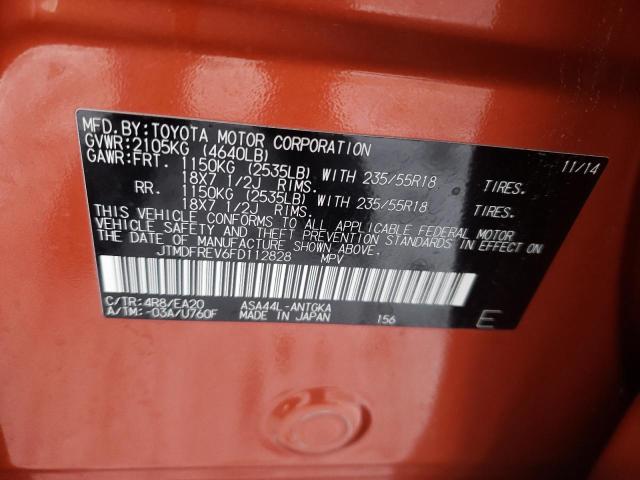 MFD. BY: TOYOTA MOTOR CORPORATION 11/14
GVWR: 2105KG (4640LB)
GAWR: FRT. 1150KG (2535LB) WITH 235/55R18 TIRES.
18X7 1/2J RIMS.
RR. 1150KG (2535LB) WITH 235/55R18 TIRES.
18X7 1/2J RIMS.
THIS VEHICLE CONFORMS TO ALL APPLICABLE FEDERAL MOTOR
VEHICLE SAFETY AND THEFT PREVENTION STANDARDS IN EFFECT
ON THE DATE OF MANUFACTURE SHOWN ABOVE.
JTMDFREV6FD112828 MPV
C/TR: 4R8/EA20 ASA44L-ANTGKA
A/TM: -03A/U760F MADE IN JAPAN 156 E